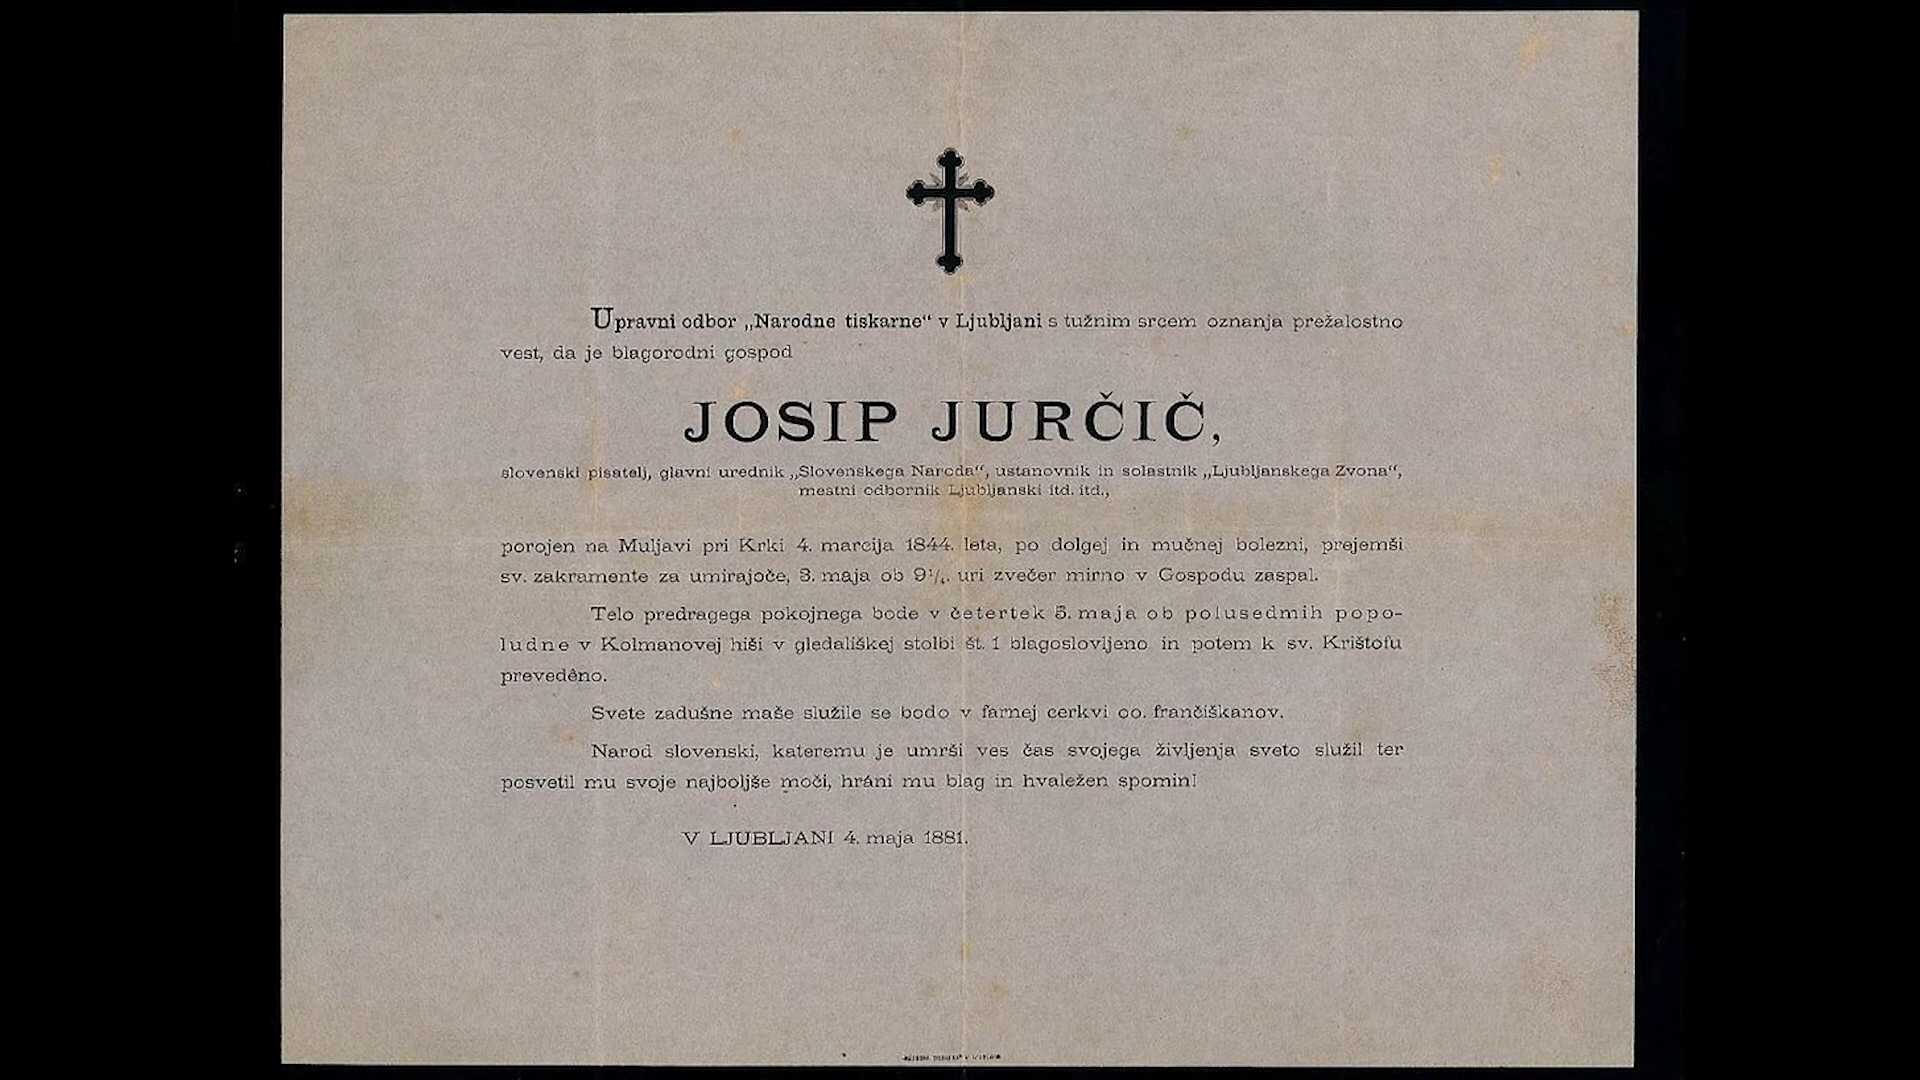 Upravni odbor „Narodne tiskarne“ v Ljubljani s tužnim srcem oznanja prežalostno
vest, da je blagorodni gospod
JOSIP JURČIČ,
slovenski pisatelj, glavni urednik „Slovenskega Naroda“, ustanovnik in solastnik „Ljubljanskega Zvona“,
mestni odbornik Ljubljanski itd. itd.,
porojen na Muljavi pri Krki 4. marcija 1844. leta, po dolgej in mučnej bolezni, prejemši
sv. zakramente za umirajoče, 3. maja ob 9¹/₄. uri zvečer mirno v Gospodu zaspal.
Telo predragega pokojnega bode v četertek 5. maja ob polusedmih popo-
ludne v Kolmanovej hiši v gledališkej stolbi št. 1 blagoslovljeno in potem k sv. Krištofu
prevedêno.
Svete zadušne maše služile se bodo v farnej cerkvi oo. frančiškanov.
Narod slovenski, kateremu je umrši ves čas svojega življenja sveto služil ter
posvetil mu svoje najboljše moči, hráni mu blag in hvaležen spomin!
V LJUBLJANI 4. maja 1881.